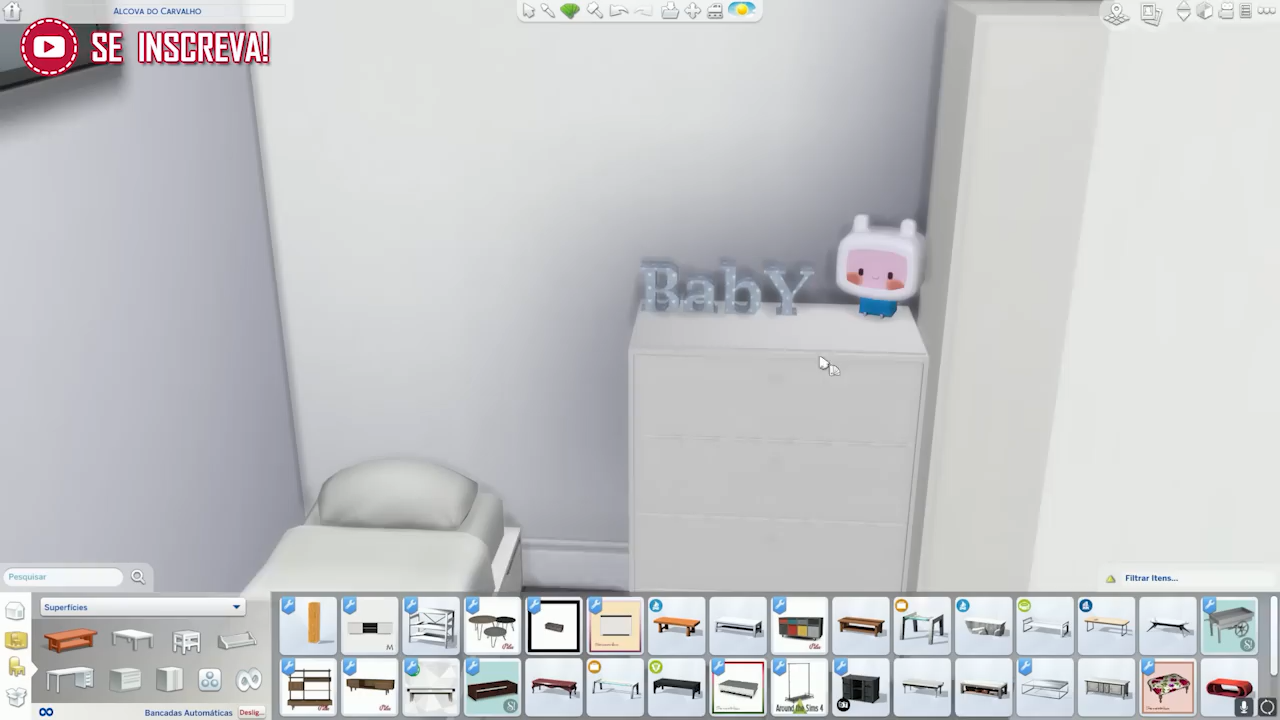 ALCOVA DO CARVALHO
SE INSCREVA!
BabY
Pesquisar
Filtrar Itens...
Superfícies
Around the Sims 4
Bancadas Automáticas
Deslig...